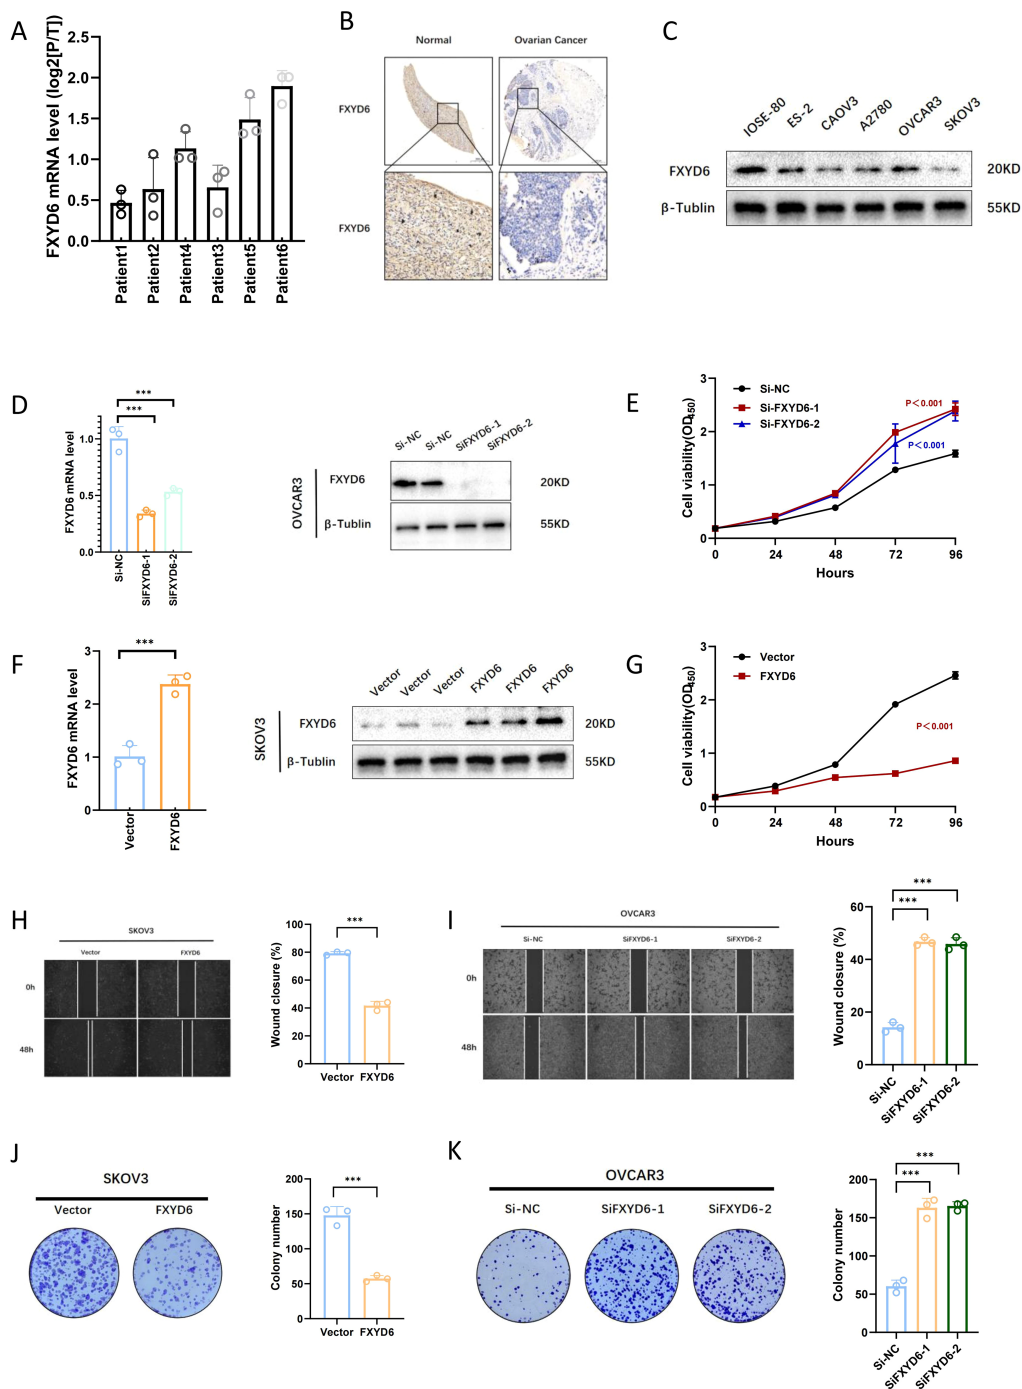 A
FXYD6 mRNA level (log2[P/T])
2.5
2.0
1.5
1.0
0.5
0.0
Patient1
Patient2
Patient4
Patient3
Patient5
Patient6
B
Normal
Ovarian Cancer
FXYD6
FXYD6
C
IOSE-80
ES-2
CAOV3
A2780
OVCAR3
SKOV3
FXYD6
20KD
β-Tublin
55KD
D
FXYD6 mRNA level
1.0
0.5
0.0
***
***
Si-NC
SiFXYD6-1
SiFXYD6-2
OVCAR3
Si-NC
Si-NC
SiFXYD6-1
SiFXYD6-2
FXYD6
20KD
β-Tublin
55KD
E
Cell viability(OD450)
3
2
1
0
Si-NC
Si-FXYD6-1
Si-FXYD6-2
P<0.001
P<0.001
0 24 48 72 96
Hours
F
FXYD6 mRNA level
3
2
1
0
***
Vector
FXYD6
SKOV3
Vector
Vector
Vector
FXYD6
FXYD6
FXYD6
FXYD6
20KD
β-Tublin
55KD
G
Cell viability(OD450)
3
2
1
0
Vector
FXYD6
P<0.001
0 24 48 72 96
Hours
H
SKOV3
Vector FXYD6
0h
48h
Wound closure (%)
100
80
60
40
20
0
***
Vector FXYD6
I
OVCAR3
Si-NC SiFXYD6-1 SiFXYD6-2
0h
48h
Wound closure (%)
60
40
20
0
***
***
Si-NC
SiFXYD6-1
SiFXYD6-2
J
SKOV3
Vector FXYD6
Colony number
150
100
50
0
200
***
Vector FXYD6
K
OVCAR3
Si-NC SiFXYD6-1 SiFXYD6-2
Colony number
200
150
100
50
0
***
***
Si-NC
SiFXYD6-1
SiFXYD6-2